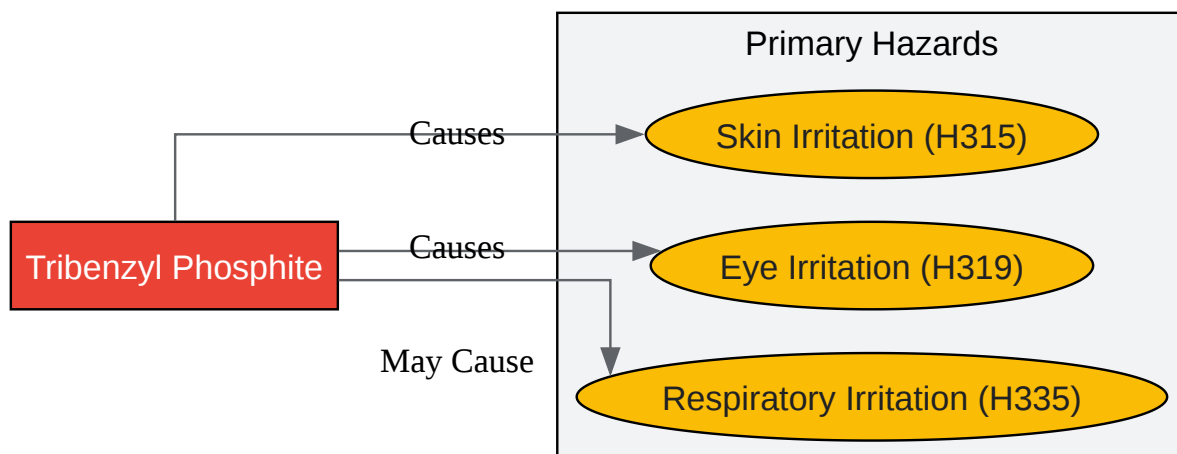 Primary Hazards
Causes
Skin Irritation (H315)
Tribenzyl Phosphite
Causes
Eye Irritation (H319)
May Cause
Respiratory Irritation (H335)